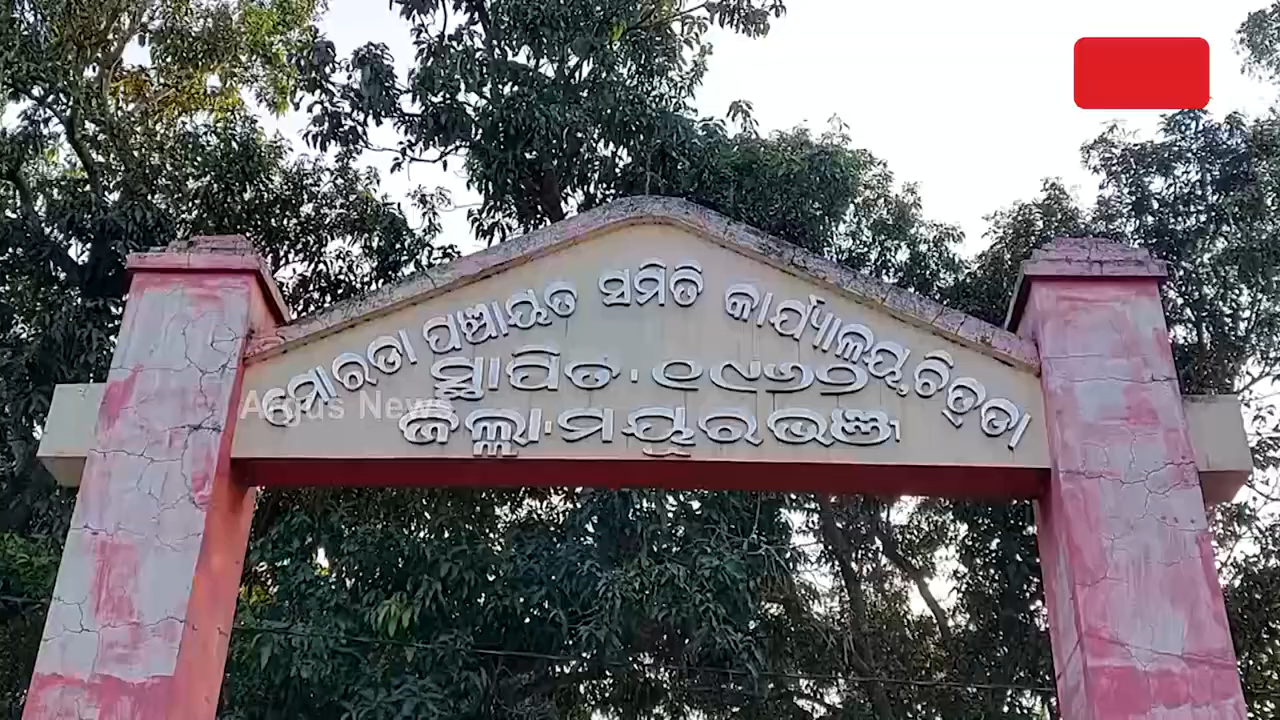 ମୋରଡା ପଞ୍ଚାୟତ ସମିତି କାର୍ଯ୍ୟାଳୟ, ଚିତ୍ରଡା
ସ୍ଥାପିତ - ୧୯୬୨
ଜିଲ୍ଲା - ମୟୂରଭଞ୍ଜ
Argus News